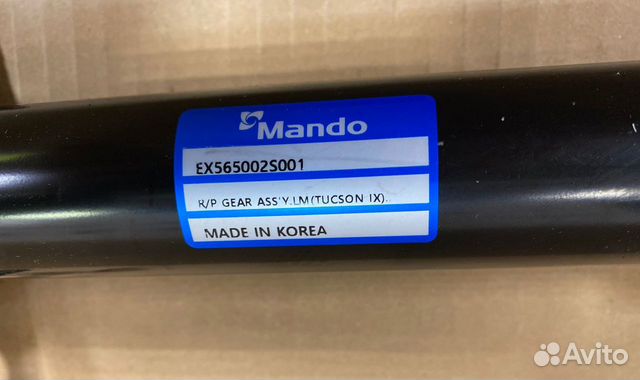 Mando
EX565002S001
R/P GEAR ASS'Y.LM(TUCSON IX)..
MADE IN KOREA
Avito